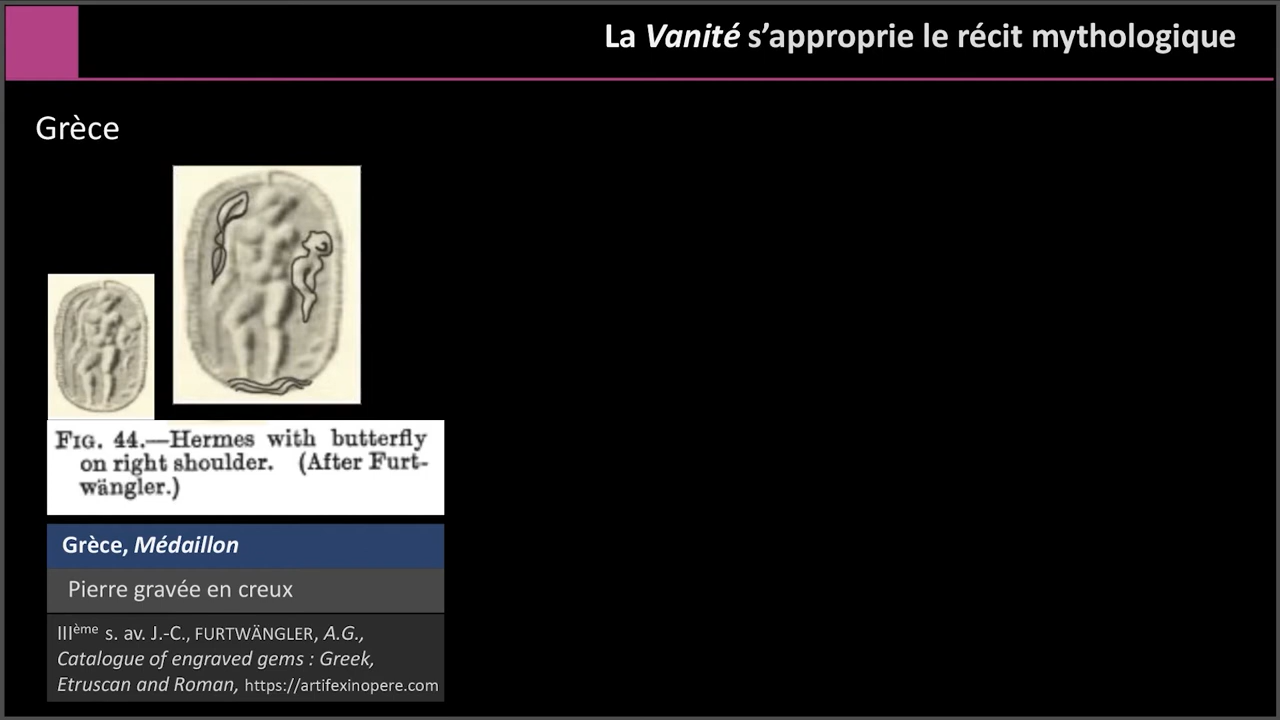 La Vanité s’approprie le récit mythologique
Grèce
FIG. 44.—Hermes with butterfly
on right shoulder. (After Furt-
wängler.)
Grèce, Médaillon
Pierre gravée en creux
IIIème s. av. J.-C., FURTWÄNGLER, A.G.,
Catalogue of engraved gems : Greek,
Etruscan and Roman, https://artifexinopere.com